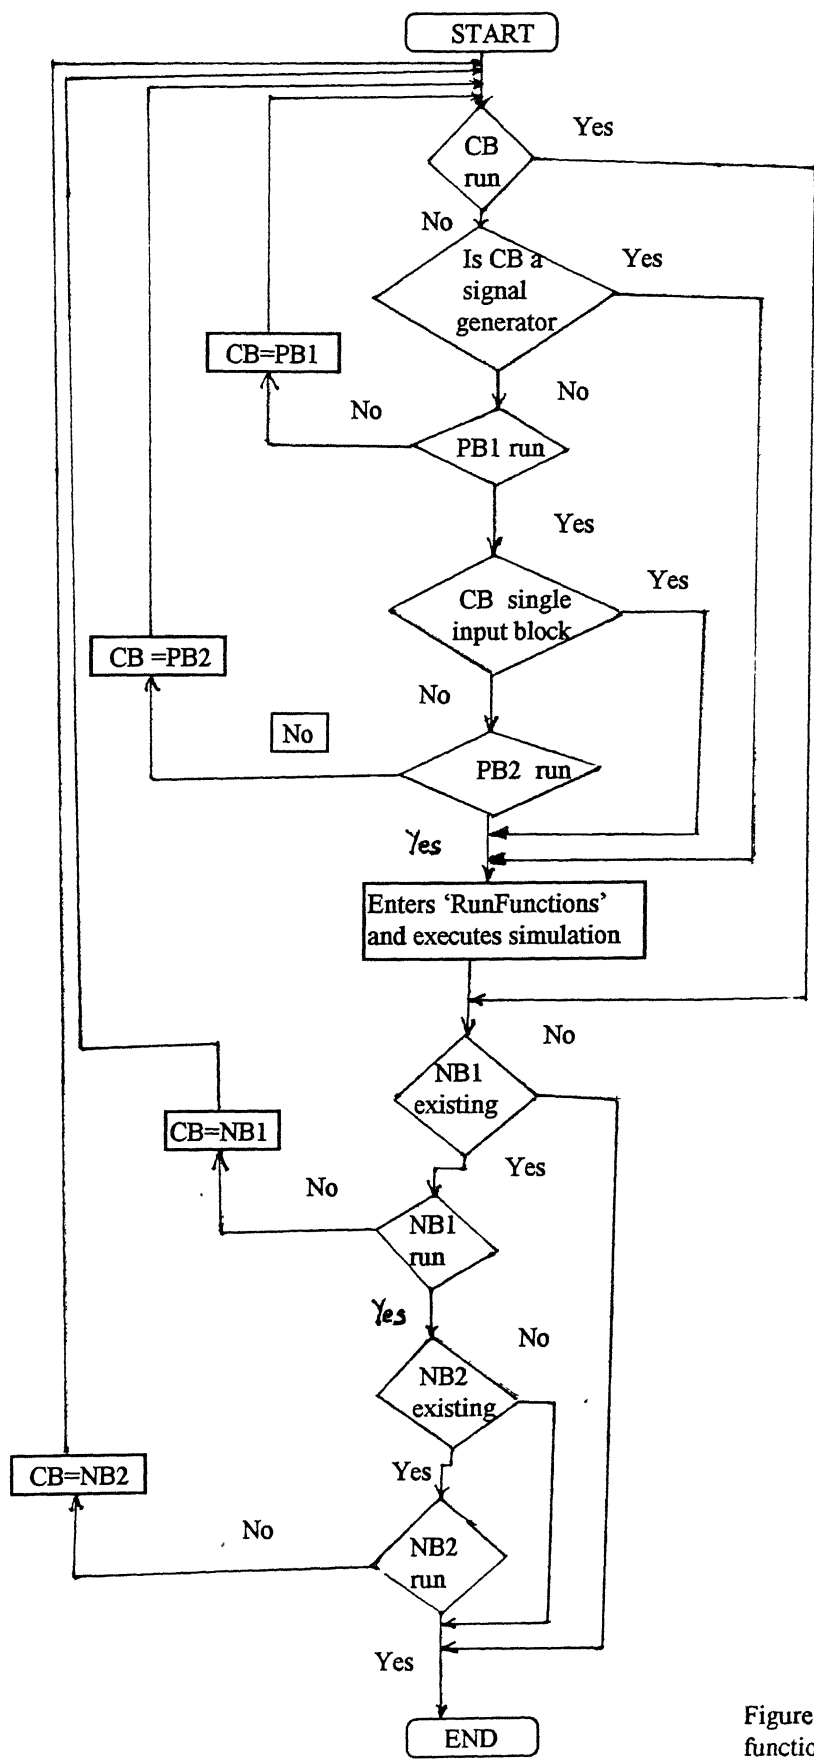 START
Yes
CB
run
No
Is CB a
signal
generator
Yes
CB=PB1
No
No
PB1 run
Yes
CB single
input block
Yes
CB =PB2
No
No
PB2 run
Yes
Enters ‘RunFunctions’
and executes simulation
No
NB1
existing
CB=NB1
Yes
No
NB1
run
Yes
No
NB2
existing
CB=NB2
Yes
No
NB2
run
Yes
END
Figure
function